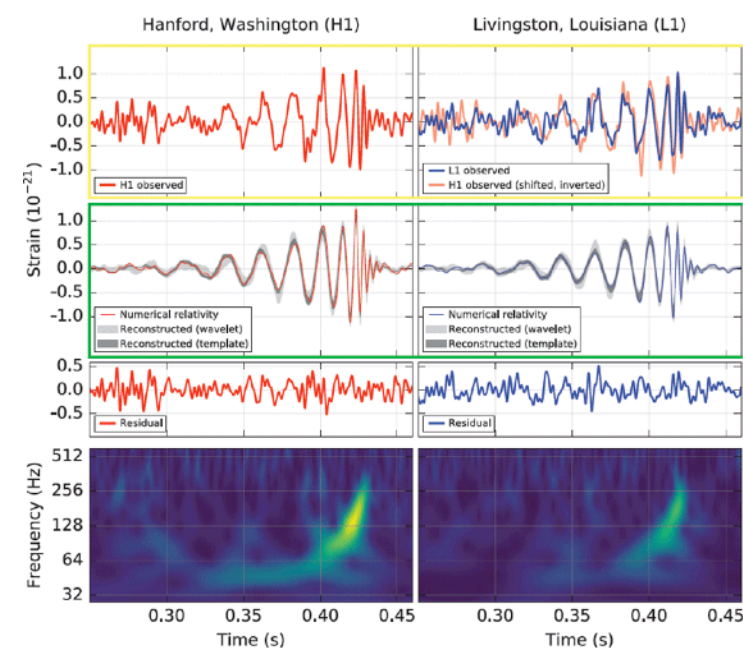 Hanford, Washington (H1)
Livingston, Louisiana (L1)
Strain (10⁻²¹)
1.0
0.5
0.0
-0.5
-1.0
H1 observed
L1 observed
H1 observed (shifted, inverted)
1.0
0.5
0.0
-0.5
-1.0
Numerical relativity
Reconstructed (wavelet)
Reconstructed (template)
Numerical relativity
Reconstructed (wavelet)
Reconstructed (template)
0.5
0.0
-0.5
Residual
Residual
Frequency (Hz)
512
256
128
64
32
0.30 0.35 0.40 0.45
0.30 0.35 0.40 0.45
Time (s)
Time (s)